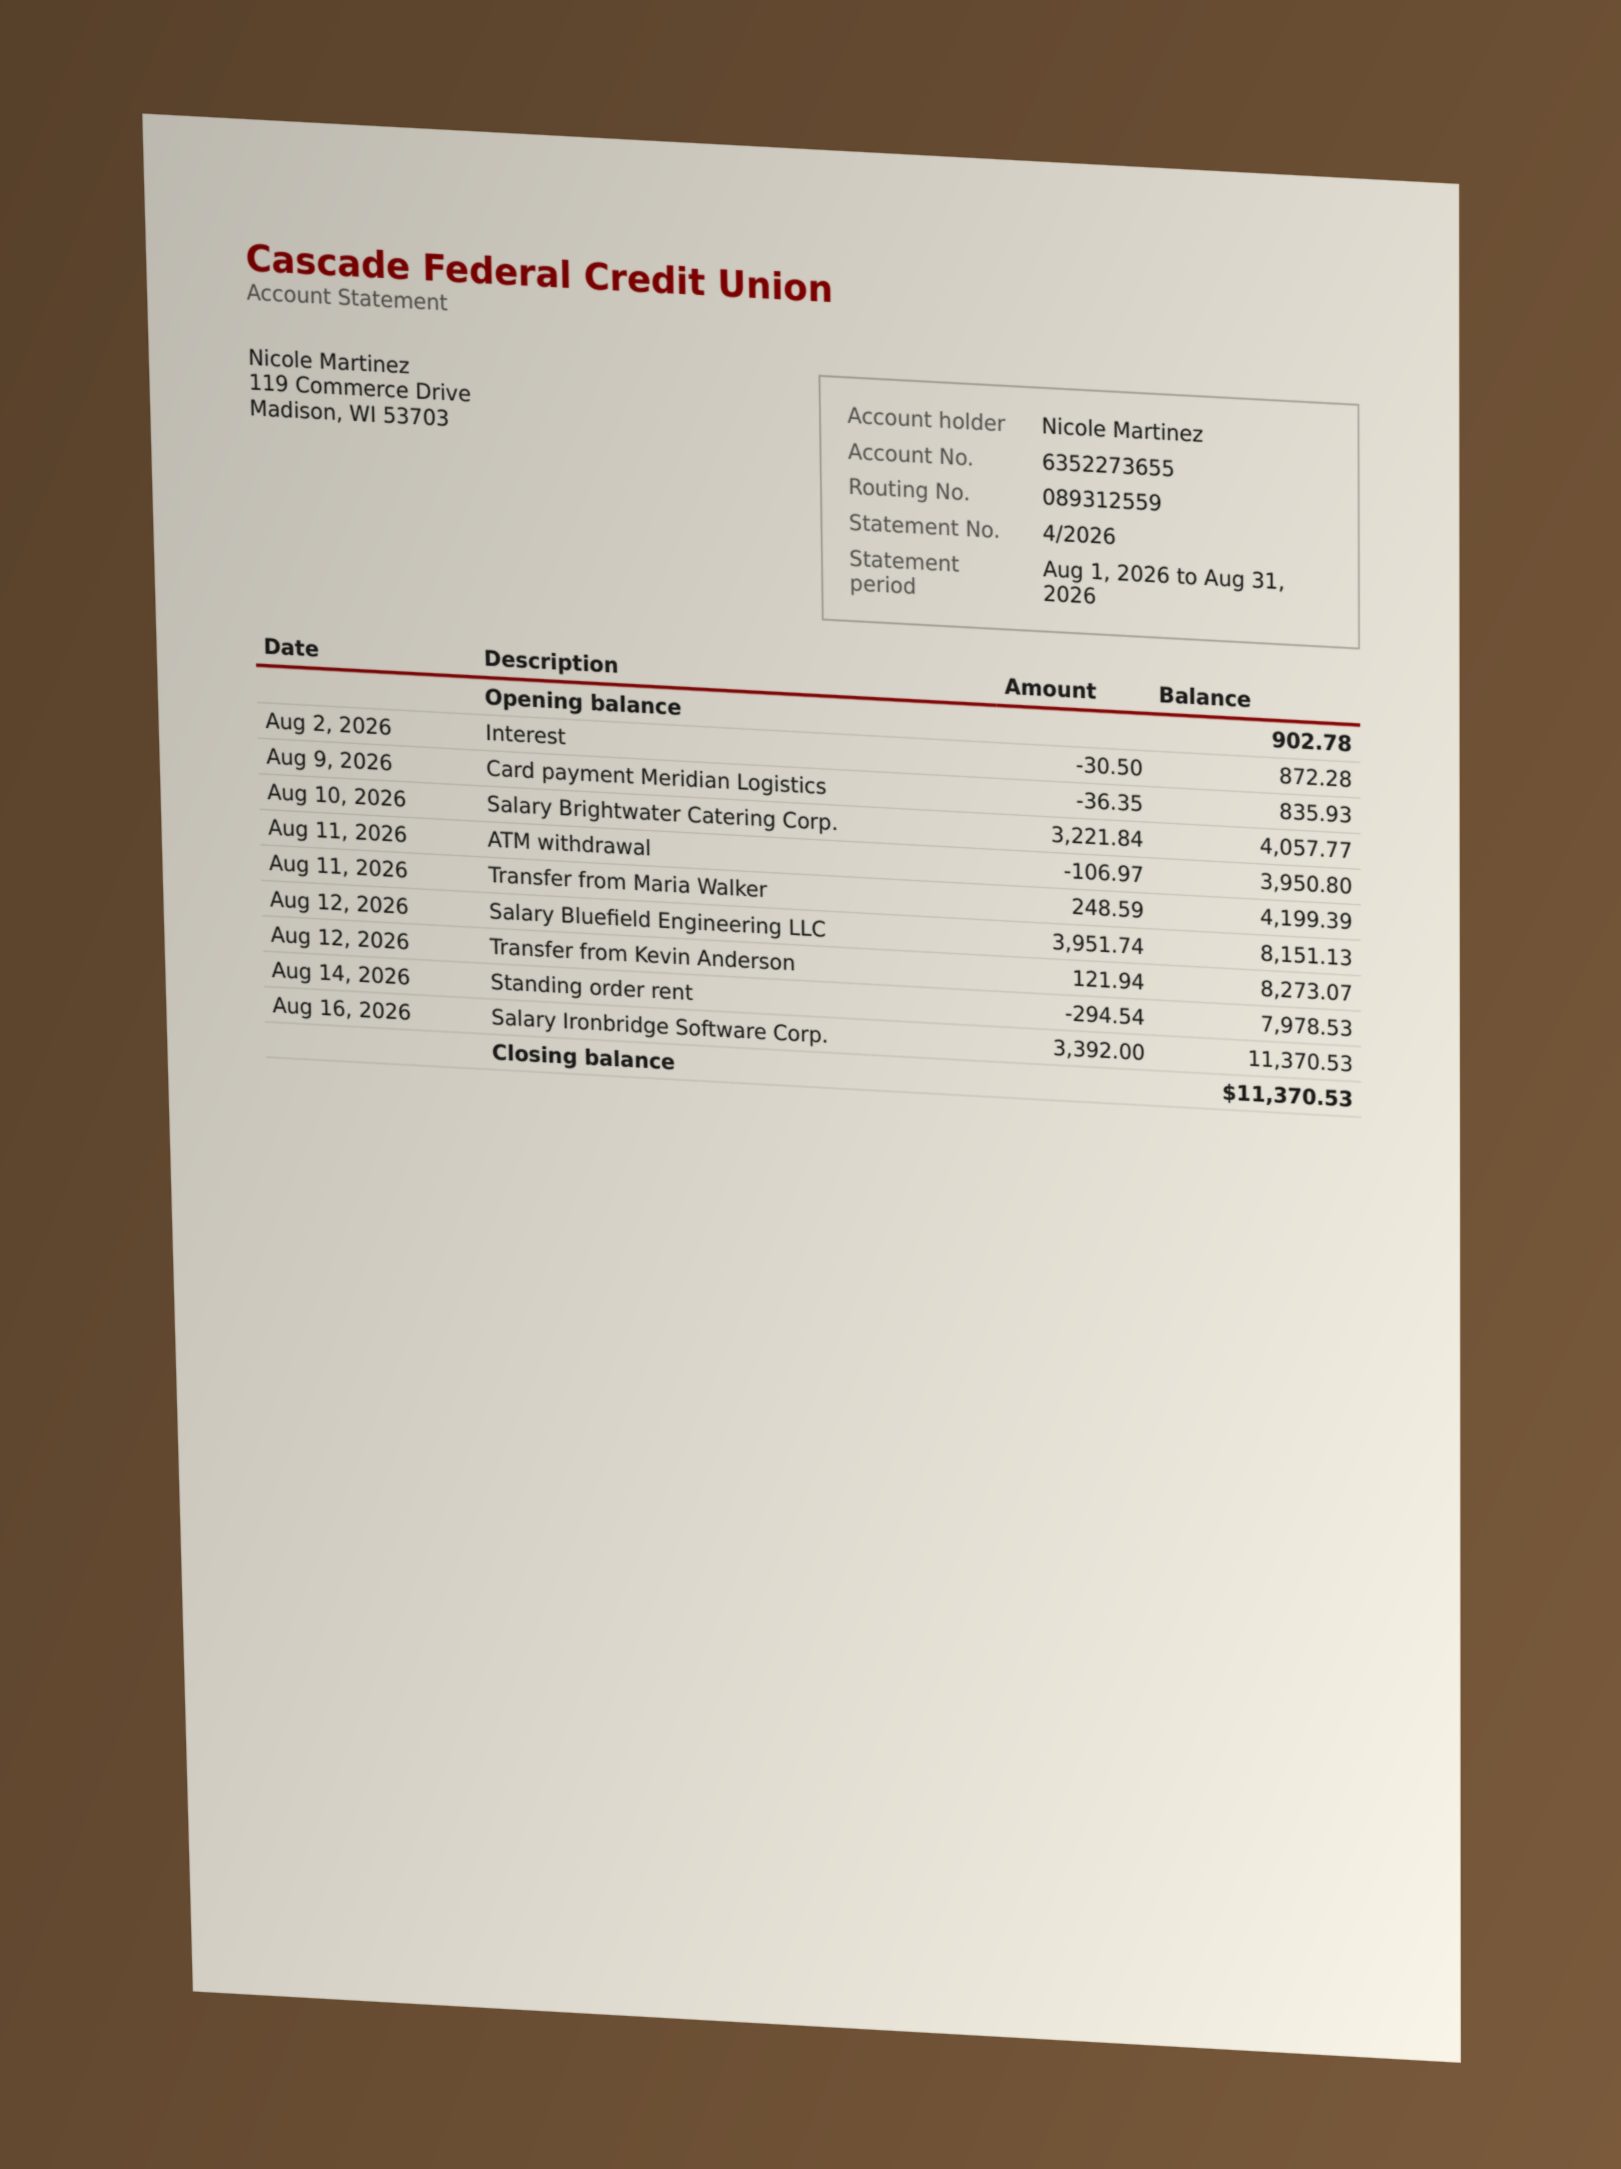 Cascade Federal Credit Union
Account Statement
Nicole Martinez
119 Commerce Drive
Madison, WI 53703
Account holder Nicole Martinez
Account No. 6352273655
Routing No. 089312559
Statement No. 4/2026
Statement period Aug 1, 2026 to Aug 31, 2026
Date Description Amount Balance
Opening balance 902.78
Aug 2, 2026 Interest -30.50 872.28
Aug 9, 2026 Card payment Meridian Logistics -36.35 835.93
Aug 10, 2026 Salary Brightwater Catering Corp. 3,221.84 4,057.77
Aug 11, 2026 ATM withdrawal -106.97 3,950.80
Aug 11, 2026 Transfer from Maria Walker 248.59 4,199.39
Aug 12, 2026 Salary Bluefield Engineering LLC 3,951.74 8,151.13
Aug 12, 2026 Transfer from Kevin Anderson 121.94 8,273.07
Aug 14, 2026 Standing order rent -294.54 7,978.53
Aug 16, 2026 Salary Ironbridge Software Corp. 3,392.00 11,370.53
Closing balance $11,370.53